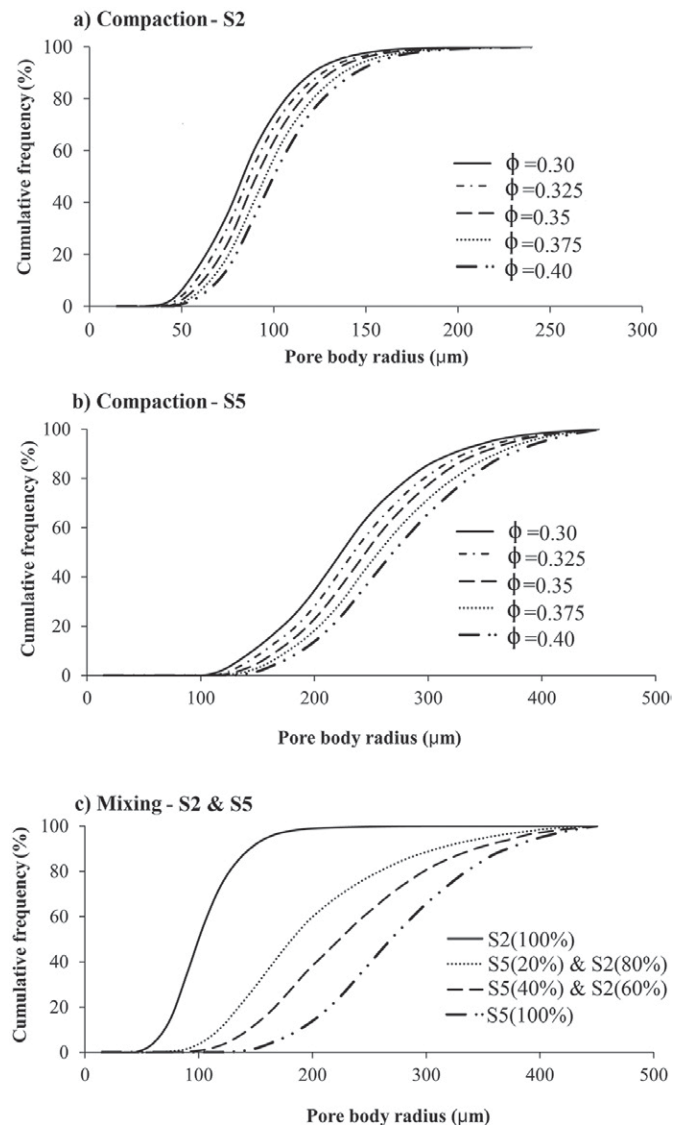 a) Compaction - S2
Cumulative frequency (%)
100
80
60
40
20
0
ϕ =0.30
ϕ =0.325
ϕ =0.35
ϕ =0.375
ϕ =0.40
0 50 100 150 200 250 300
Pore body radius (µm)
b) Compaction - S5
Cumulative frequency (%)
100
80
60
40
20
0
ϕ =0.30
ϕ =0.325
ϕ =0.35
ϕ =0.375
ϕ =0.40
0 100 200 300 400 500
Pore body radius (µm)
c) Mixing - S2 & S5
Cumulative frequency (%)
100
80
60
40
20
0
S2(100%)
S5(20%) & S2(80%)
S5(40%) & S2(60%)
S5(100%)
0 100 200 300 400 500
Pore body radius (µm)